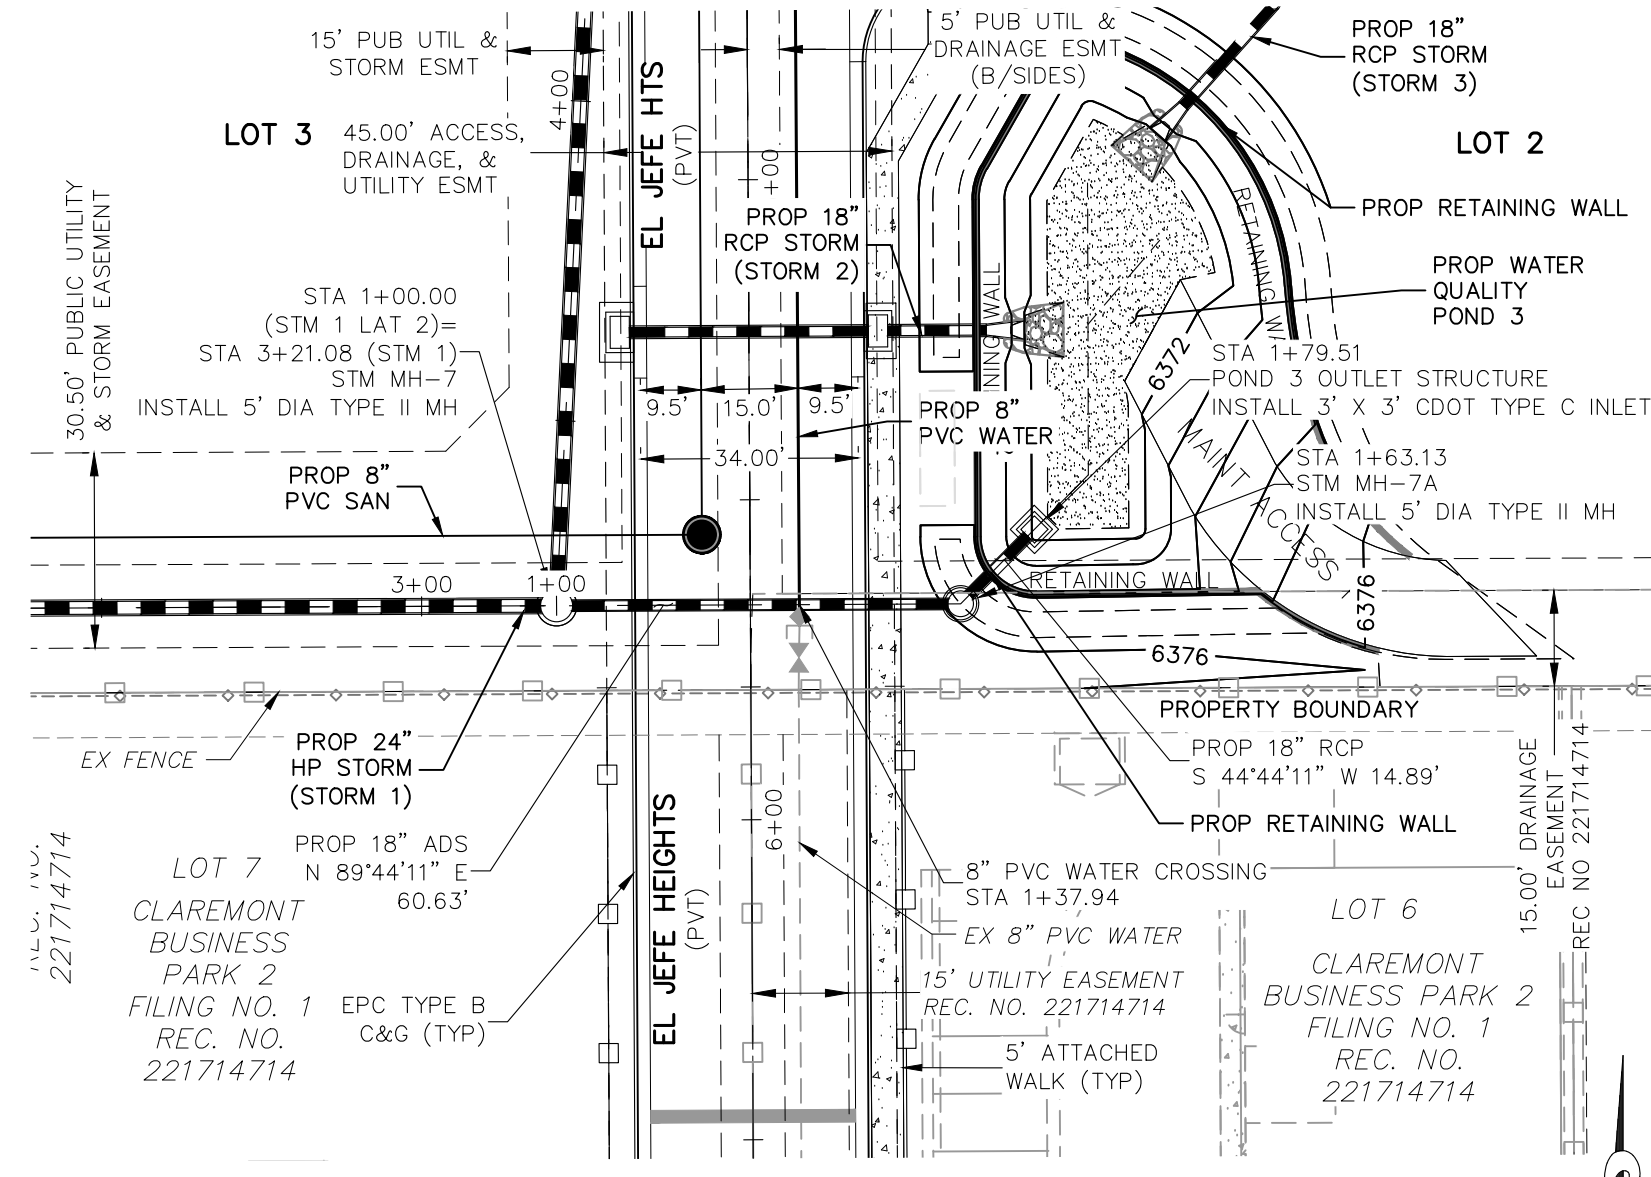 15' PUB UTIL &
STORM ESMT
4+00
LOT 3
45.00' ACCESS,
DRAINAGE, &
UTILITY ESMT
30.50' PUBLIC UTILITY
& STORM EASEMENT
EL JEFE HTS
(PVT)
+00
5' PUB UTIL &
DRAINAGE ESMT
(B/SIDES)
PROP 18"
RCP STORM
(STORM 3)
LOT 2
PROP RETAINING WALL
RETAINING W
PROP 18"
RCP STORM
(STORM 2)
PROP WATER
QUALITY
POND 3
NING WALL
6372
STA 1+00.00
(STM 1 LAT 2)=
STA 3+21.08 (STM 1)
STM MH-7
INSTALL 5' DIA TYPE II MH
9.5'
15.0'
9.5'
34.00'
PROP 8"
PVC WATER
STA 1+79.51
POND 3 OUTLET STRUCTURE
INSTALL 3' X 3' CDOT TYPE C INLET
MAINT ACCESS
STA 1+63.13
STM MH-7A
INSTALL 5' DIA TYPE II MH
PROP 8"
PVC SAN
3+00
1+00
RETAINING WALL
6376
6376
EX FENCE
PROP 24"
HP STORM
(STORM 1)
PROPERTY BOUNDARY
PROP 18" RCP
S 44°44'11" W 14.89'
PROP RETAINING WALL
15.00' DRAINAGE
EASEMENT
REC NO 221714714
PROP 18" ADS
N 89°44'11" E
60.63'
EL JEFE HEIGHTS
(PVT)
6+00
8" PVC WATER CROSSING
STA 1+37.94
EX 8" PVC WATER
15' UTILITY EASEMENT
REC. NO. 221714714
5' ATTACHED
WALK (TYP)
EPC TYPE B
C&G (TYP)
221714714
LOT 7
CLAREMONT
BUSINESS
PARK 2
FILING NO. 1
REC. NO.
221714714
LOT 6
CLAREMONT
BUSINESS PARK 2
FILING NO. 1
REC. NO.
221714714